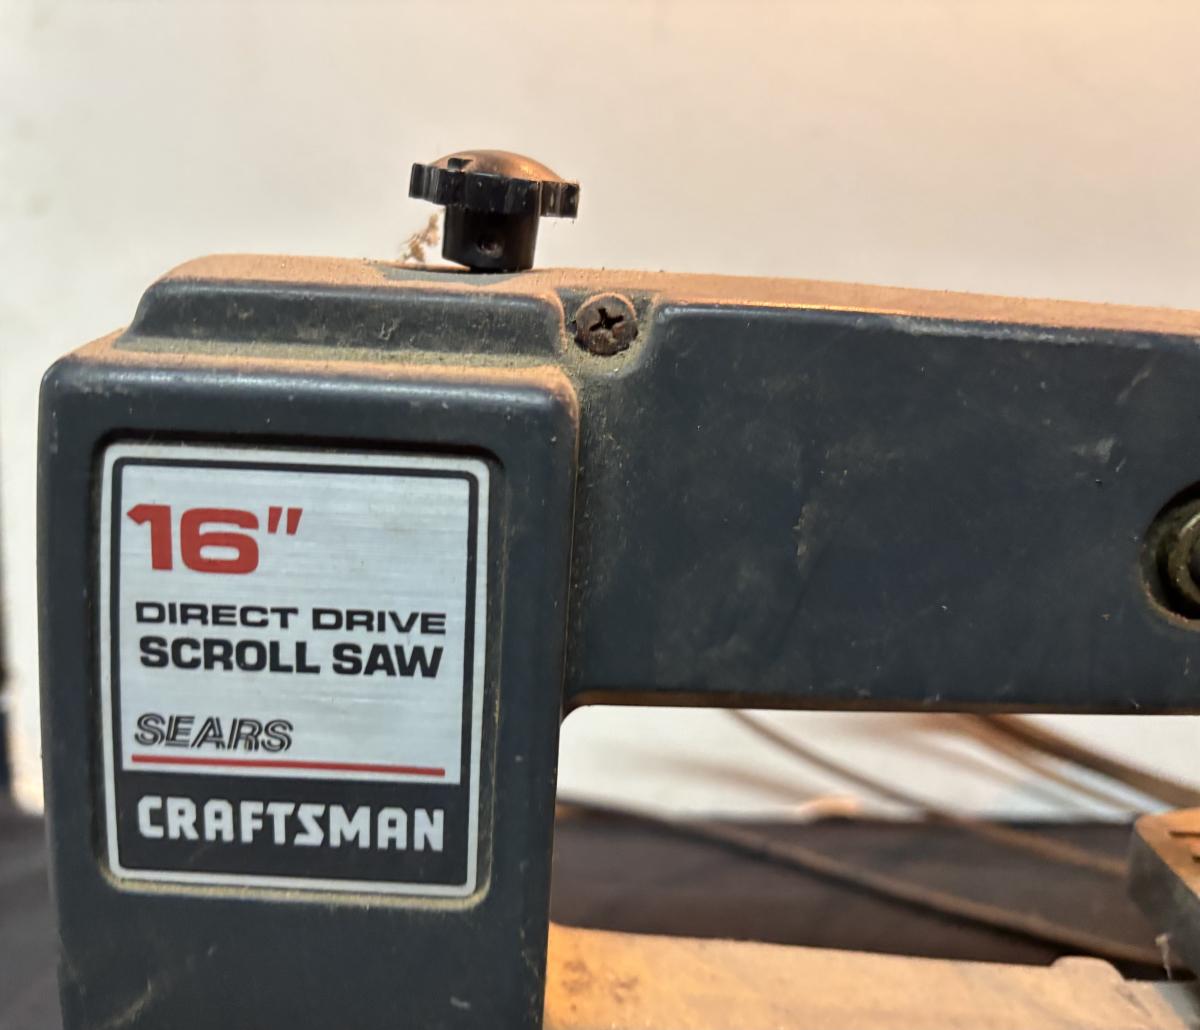 16"
DIRECT DRIVE
SCROLL SAW
SEARS
CRAFTSMAN